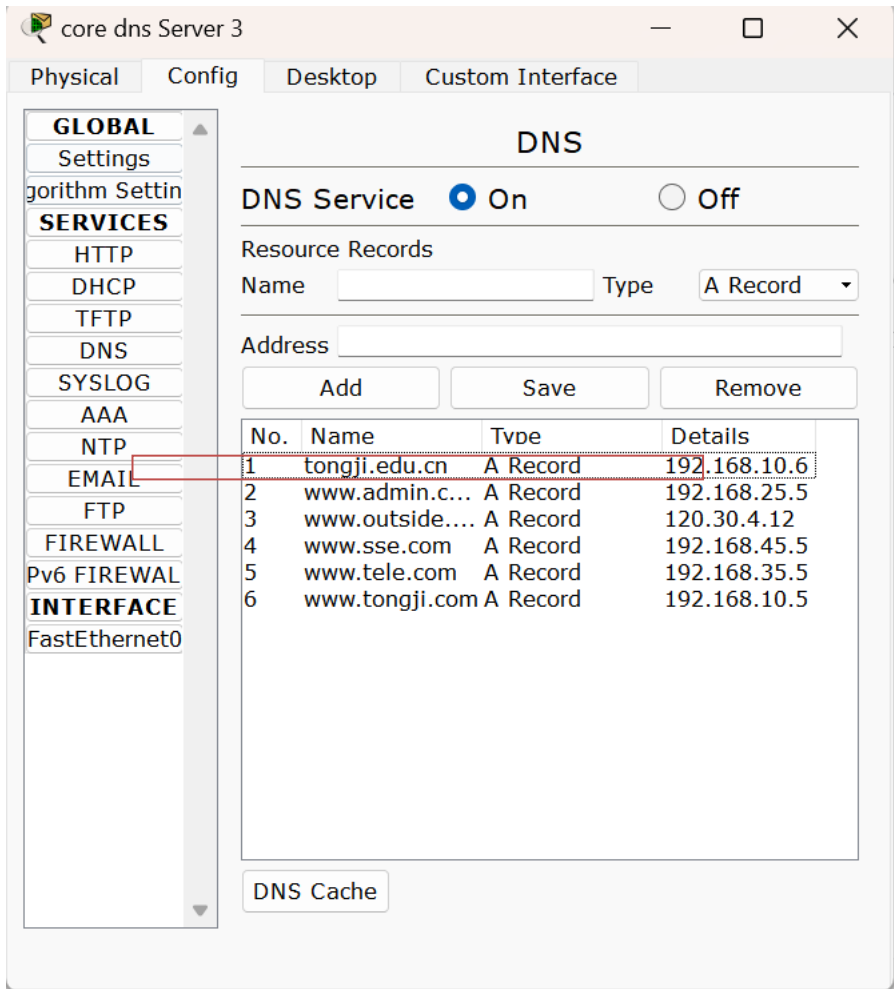 core dns Server 3
Physical Config Desktop Custom Interface
GLOBAL
Settings
gorithm Settin
SERVICES
HTTP
DHCP
TFTP
DNS
SYSLOG
AAA
NTP
EMAIL
FTP
FIREWALL
Pv6 FIREWAL
INTERFACE
FastEthernet0
DNS
DNS Service On Off
Resource Records
Name Type A Record
Address
Add Save Remove
No. Name Type Details
1 tongji.edu.cn A Record 192.168.10.6
2 www.admin.c... A Record 192.168.25.5
3 www.outside.... A Record 120.30.4.12
4 www.sse.com A Record 192.168.45.5
5 www.tele.com A Record 192.168.35.5
6 www.tongji.com A Record 192.168.10.5
DNS Cache